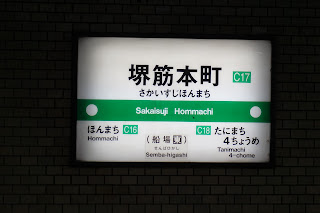 堺筋本町 C17
さかいすじほんまち
Sakaisuji Hommachi
ほんまち C16
Hommachi
(船場東)
せんばひがし
Semba-higashi
C18 たにまち
4ちょうめ
Tanimachi
4-chome